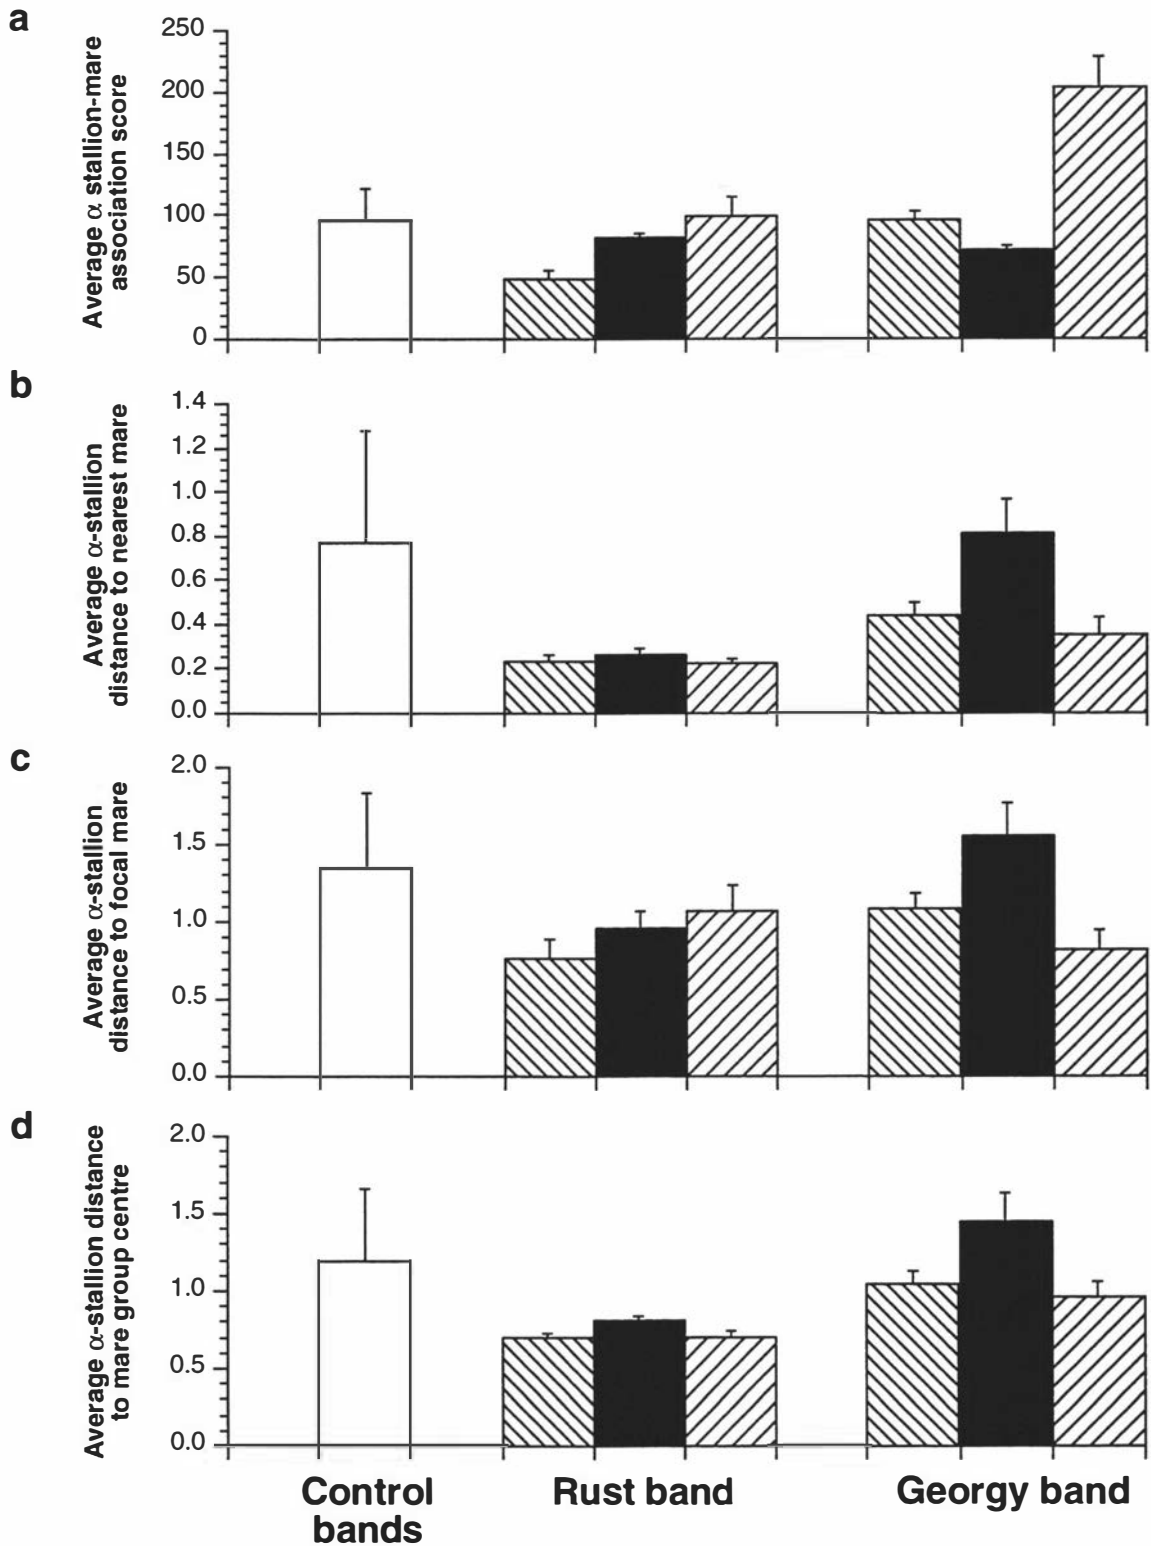 a
Average α stallion-mare
association score
250
200
150
100
50
0
b
Average α-stallion
distance to nearest mare
1.4
1.2
1.0
0.8
0.6
0.4
0.2
0.0
c
Average α-stallion
distance to focal mare
2.0
1.5
1.0
0.5
0.0
d
Average α-stallion distance
to mare group centre
2.0
1.5
1.0
0.5
0.0
Control
bands
Rust band
Georgy band